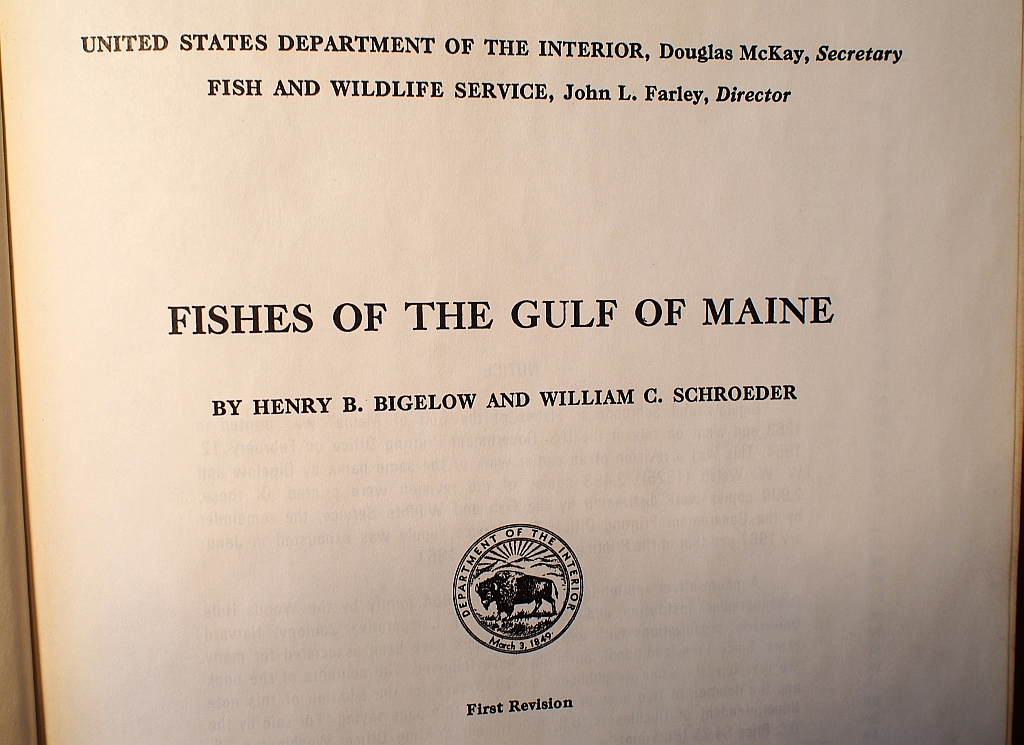 UNITED STATES DEPARTMENT OF THE INTERIOR, Douglas McKay, Secretary
FISH AND WILDLIFE SERVICE, John L. Farley, Director
FISHES OF THE GULF OF MAINE
BY HENRY B. BIGELOW AND WILLIAM C. SCHROEDER
DEPARTMENT OF THE INTERIOR
March 3, 1849
First Revision